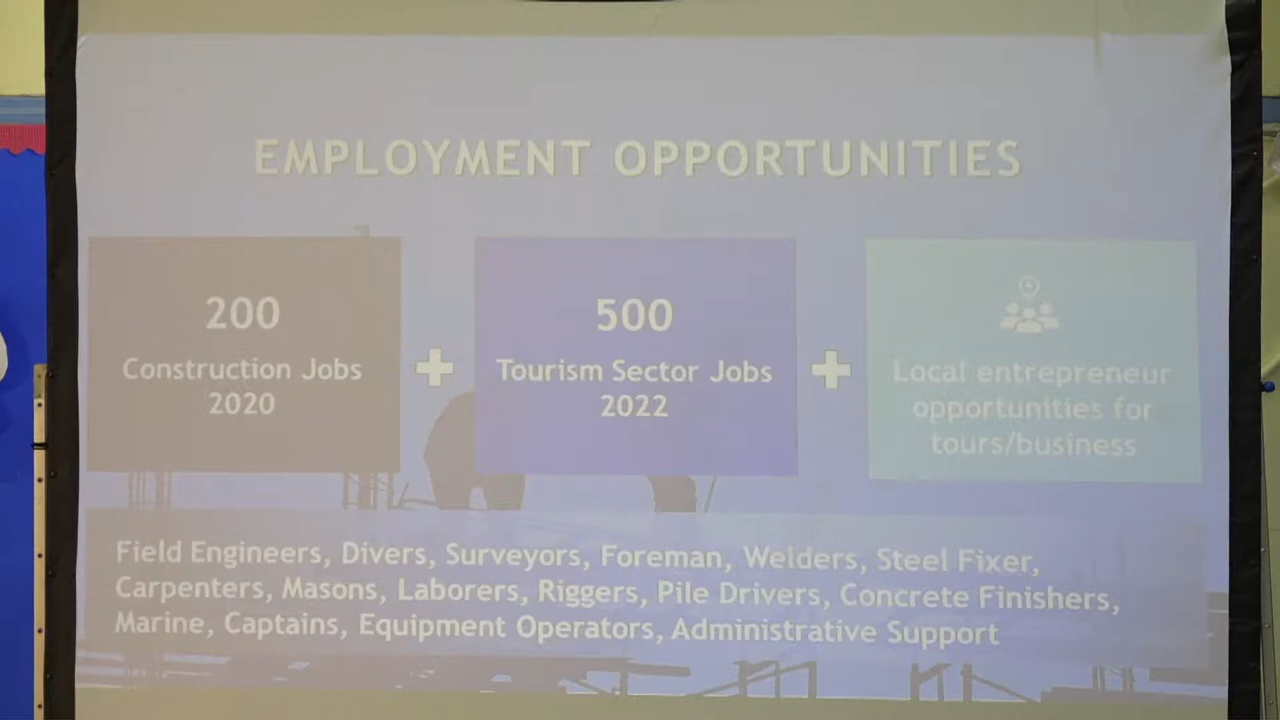 EMPLOYMENT OPPORTUNITIES
200
Construction Jobs
2020
+
500
Tourism Sector Jobs
2022
+
Local entrepreneur
opportunities for
tours/business
Field Engineers, Divers, Surveyors, Foreman, Welders, Steel Fixer,
Carpenters, Masons, Laborers, Riggers, Pile Drivers, Concrete Finishers,
Marine, Captains, Equipment Operators, Administrative Support